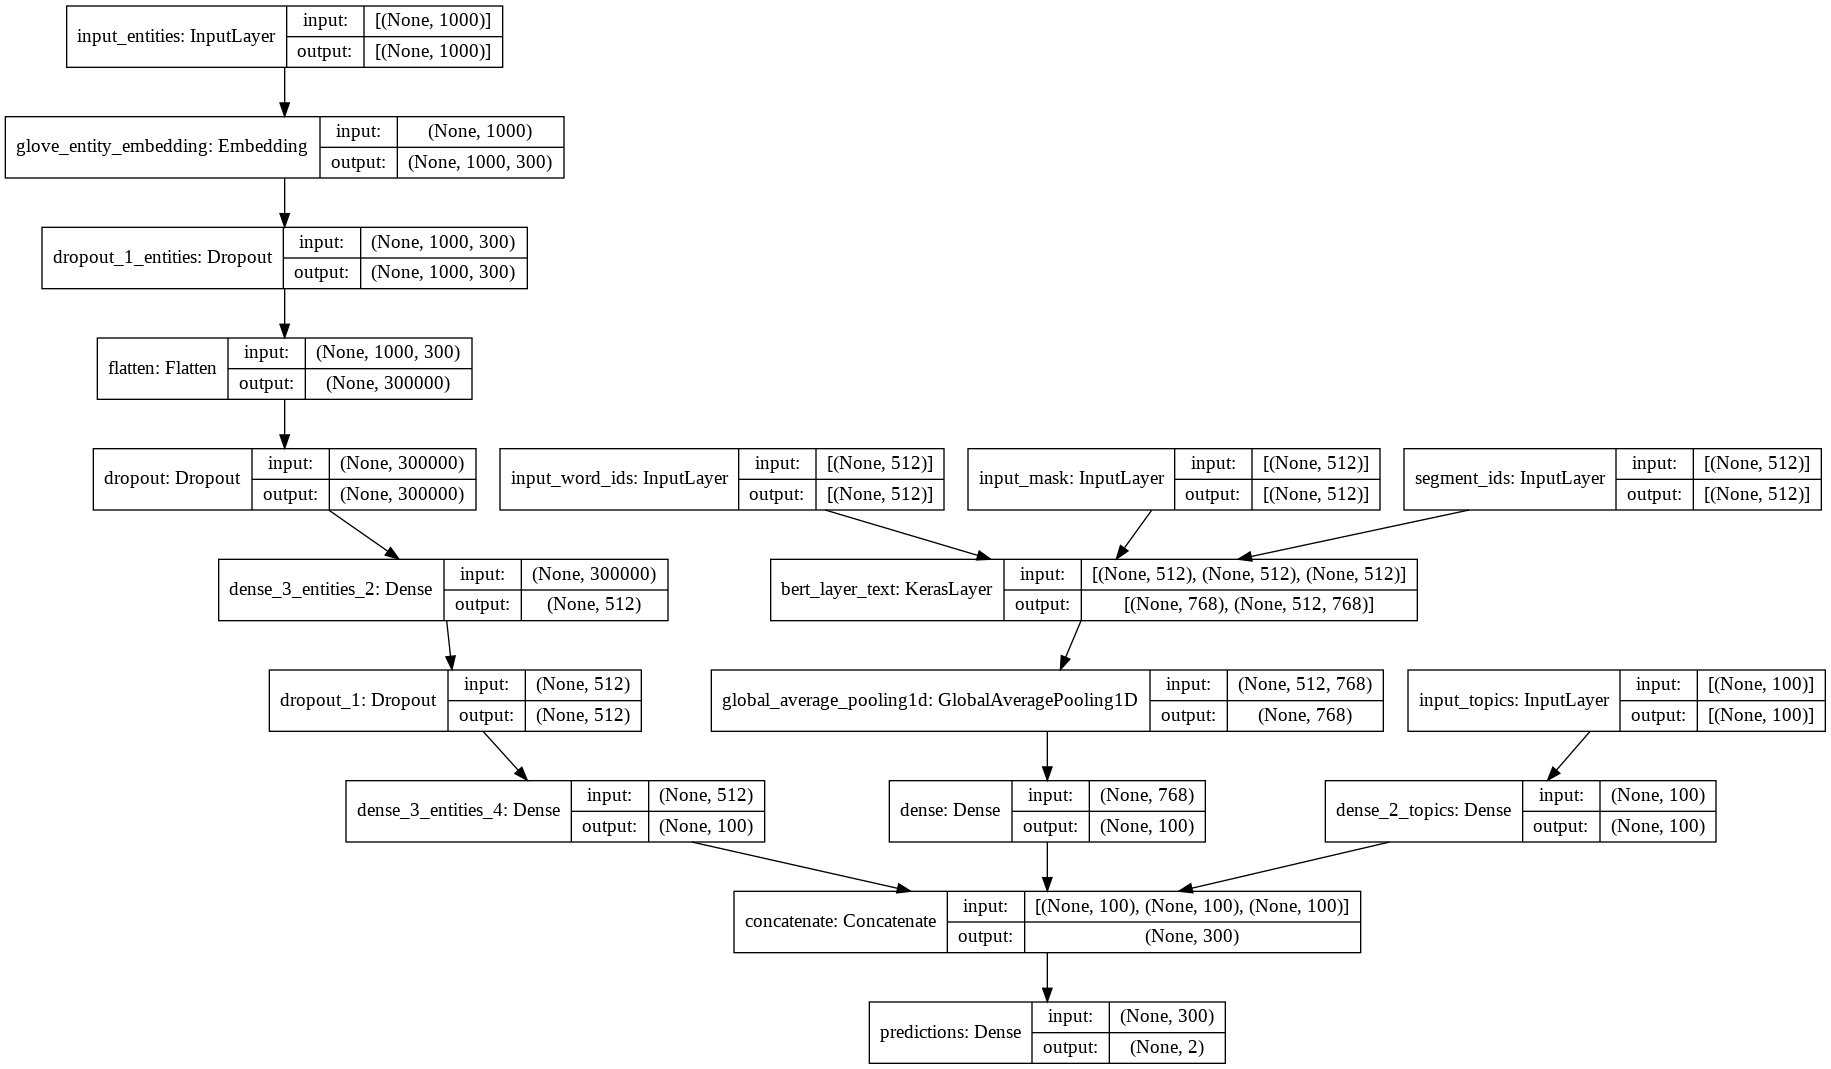 input_entities: InputLayer
input: [(None, 1000)]
output: [(None, 1000)]
glove_entity_embedding: Embedding
input: (None, 1000)
output: (None, 1000, 300)
dropout_1_entities: Dropout
input: (None, 1000, 300)
output: (None, 1000, 300)
flatten: Flatten
input: (None, 1000, 300)
output: (None, 300000)
dropout: Dropout
input: (None, 300000)
output: (None, 300000)
input_word_ids: InputLayer
input: [(None, 512)]
output: [(None, 512)]
input_mask: InputLayer
input: [(None, 512)]
output: [(None, 512)]
segment_ids: InputLayer
input: [(None, 512)]
output: [(None, 512)]
dense_3_entities_2: Dense
input: (None, 300000)
output: (None, 512)
bert_layer_text: KerasLayer
input: [(None, 512), (None, 512), (None, 512)]
output: [(None, 768), (None, 512, 768)]
dropout_1: Dropout
input: (None, 512)
output: (None, 512)
global_average_pooling1d: GlobalAveragePooling1D
input: (None, 512, 768)
output: (None, 768)
input_topics: InputLayer
input: [(None, 100)]
output: [(None, 100)]
dense_3_entities_4: Dense
input: (None, 512)
output: (None, 100)
dense: Dense
input: (None, 768)
output: (None, 100)
dense_2_topics: Dense
input: (None, 100)
output: (None, 100)
concatenate: Concatenate
input: [(None, 100), (None, 100), (None, 100)]
output: (None, 300)
predictions: Dense
input: (None, 300)
output: (None, 2)